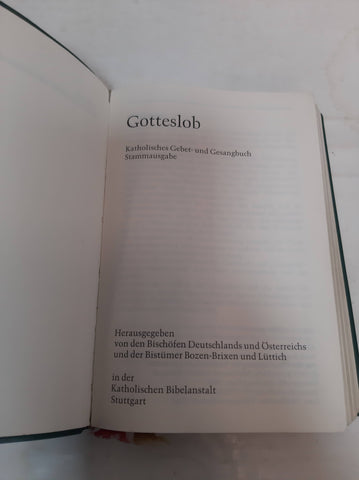 Gotteslob
Katholisches Gebet- und Gesangbuch
Stammausgabe
Herausgegeben
von den Bischöfen Deutschlands und Österreichs
und der Bistümer Bozen-Brixen und Lüttich
in der
Katholischen Bibelanstalt
Stuttgart